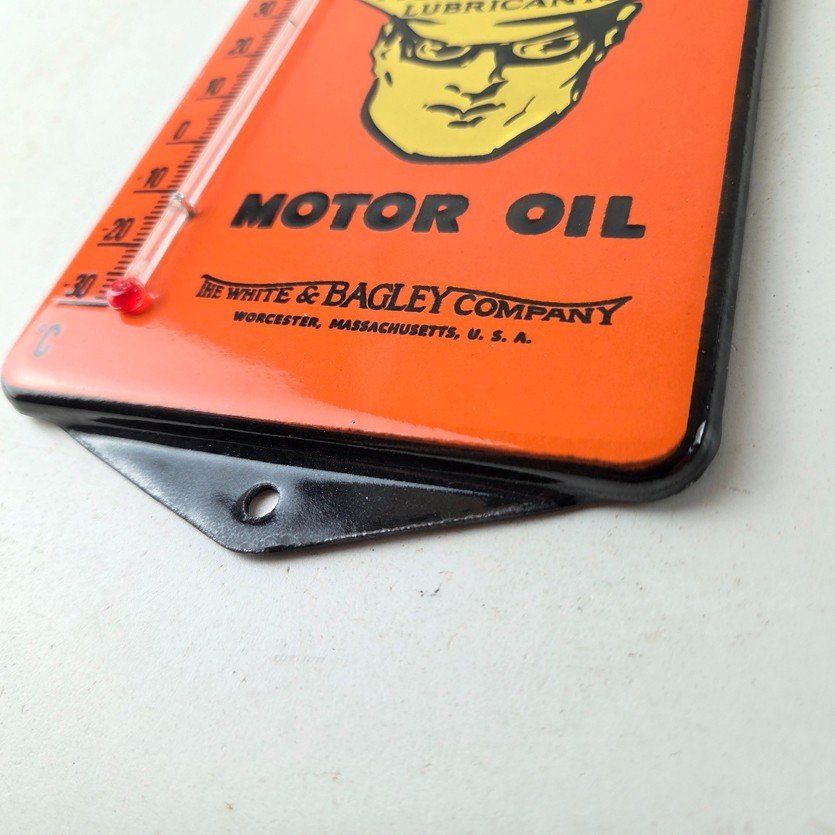 LUBRICANTS
MOTOR OIL
THE WHITE & BAGLEY COMPANY
WORCESTER, MASSACHUSETTS, U. S. A.
30
20
10
0
-10
-20
-30
°C